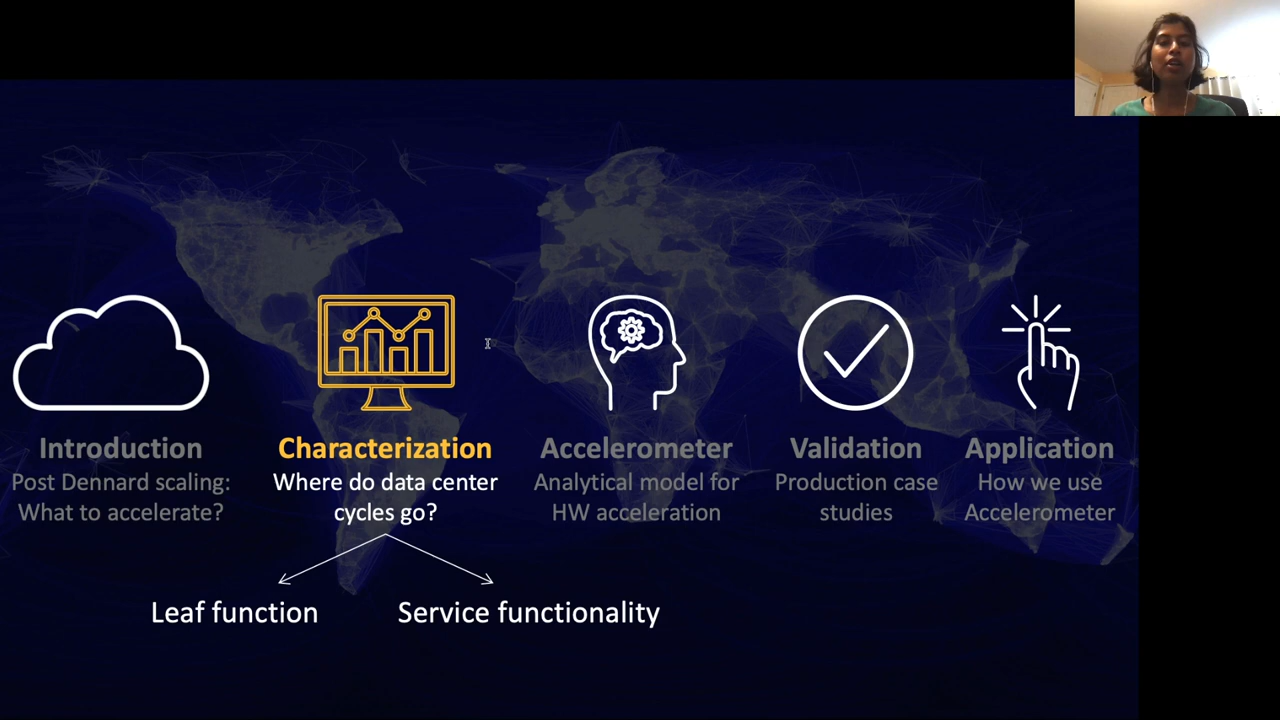 Introduction
Post Dennard scaling:
What to accelerate?
Characterization
Where do data center
cycles go?
Leaf function
Service functionality
Accelerometer
Analytical model for
HW acceleration
Validation
Production case
studies
Application
How we use
Accelerometer